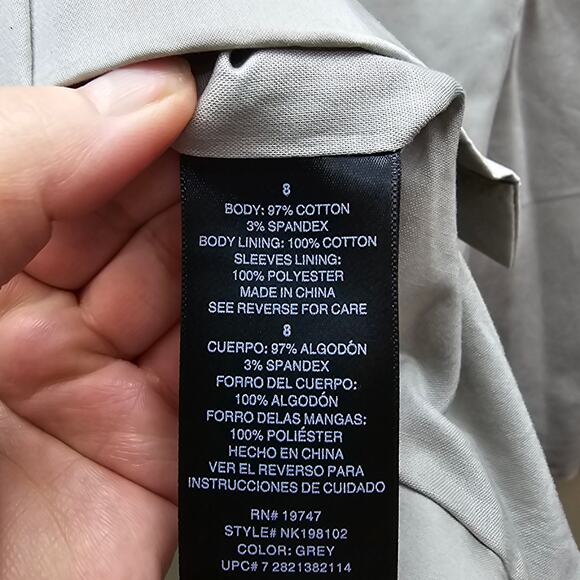 8
BODY: 97% COTTON
3% SPANDEX
BODY LINING: 100% COTTON
SLEEVES LINING:
100% POLYESTER
MADE IN CHINA
SEE REVERSE FOR CARE
8
CUERPO: 97% ALGODÓN
3% SPANDEX
FORRO DEL CUERPO:
100% ALGODÓN
FORRO DELAS MANGAS:
100% POLIÉSTER
HECHO EN CHINA
VER EL REVERSO PARA
INSTRUCCIONES DE CUIDADO
RN# 19747
STYLE# NK198102
COLOR: GREY
UPC# 7 2821382114